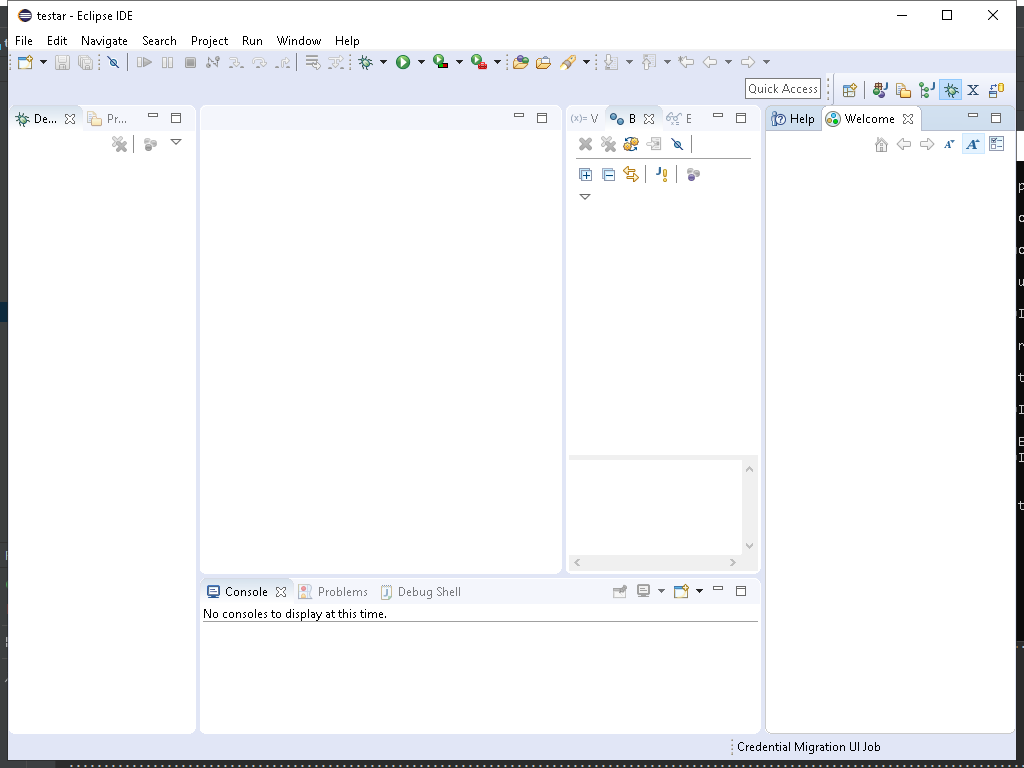 testar - Eclipse IDE
File Edit Navigate Search Project Run Window Help
Quick Access
De... Pr... (x)= V B E Help Welcome
Console Problems Debug Shell
No consoles to display at this time.
Credential Migration UI Job